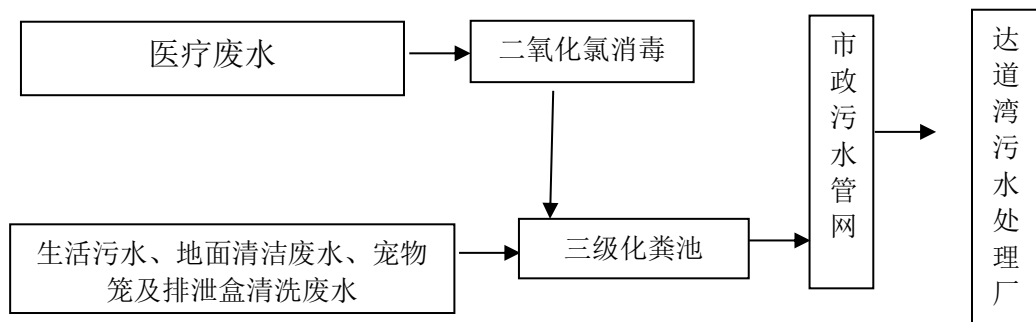 医疗废水
二氧化氯消毒
生活污水、地面清洁废水、宠物
笼及排泄盒清洗废水
三级化粪池
市政污水管网
达道湾污水处理厂